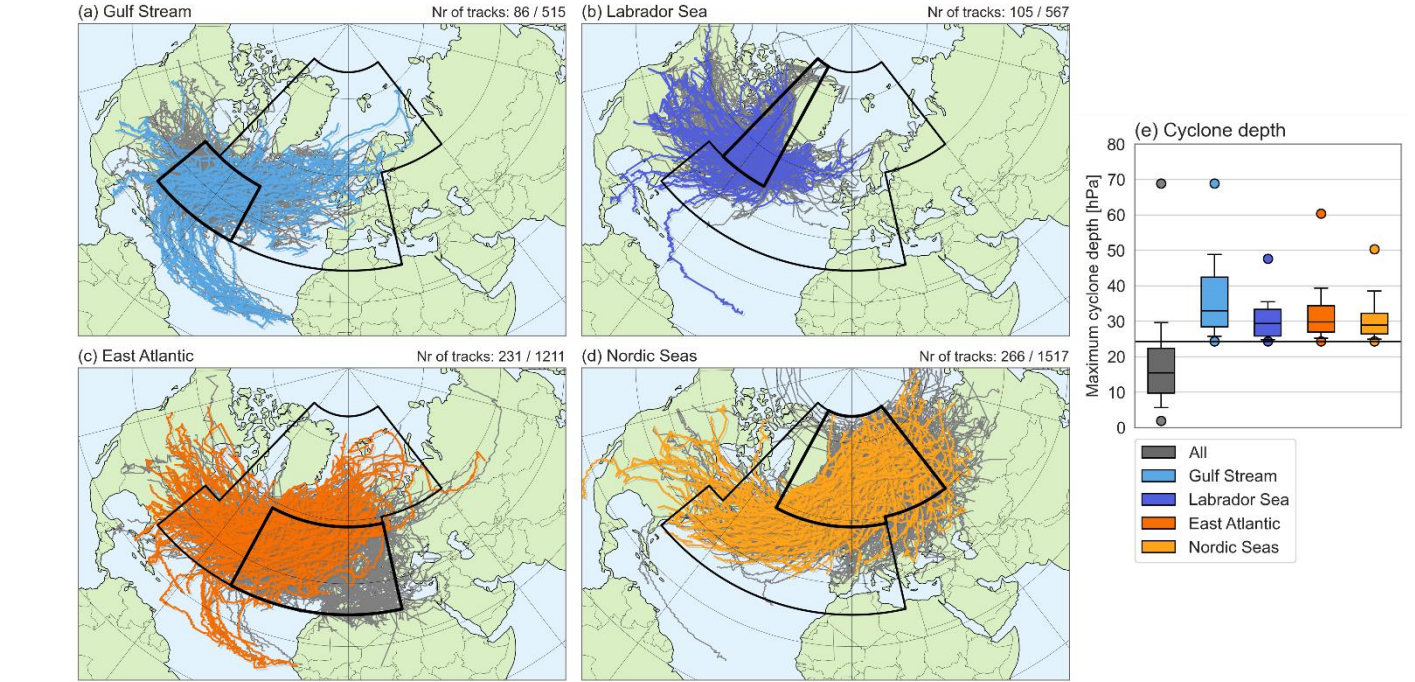 (a) Gulf Stream Nr of tracks: 86 / 515
(b) Labrador Sea Nr of tracks: 105 / 567
(c) East Atlantic Nr of tracks: 231 / 1211
(d) Nordic Seas Nr of tracks: 266 / 1517
(e) Cyclone depth
Maximum cyclone depth [hPa]
80
70
60
50
40
30
20
10
0
All
Gulf Stream
Labrador Sea
East Atlantic
Nordic Seas